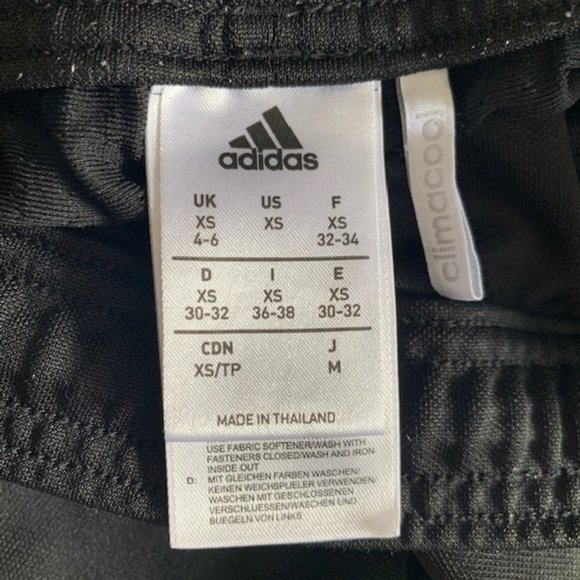 adidas
UK US F
XS XS XS
4-6 32-34
D I E
XS XS XS
30-32 36-38 30-32
CDN J
XS/TP M
MADE IN THAILAND
USE FABRIC SOFTENER/WASH WITH
FASTENERS CLOSED/WASH AND IRON
INSIDE OUT
D: MIT GLEICHEN FARBEN WASCHEN/
KEINEN WEICHSPUELER VERWENDEN/
WASCHEN MIT GESCHLOSSENEN
VERSCHLUESSEN/WASCHEN UND
BUEGELN VON LINKS
climacool